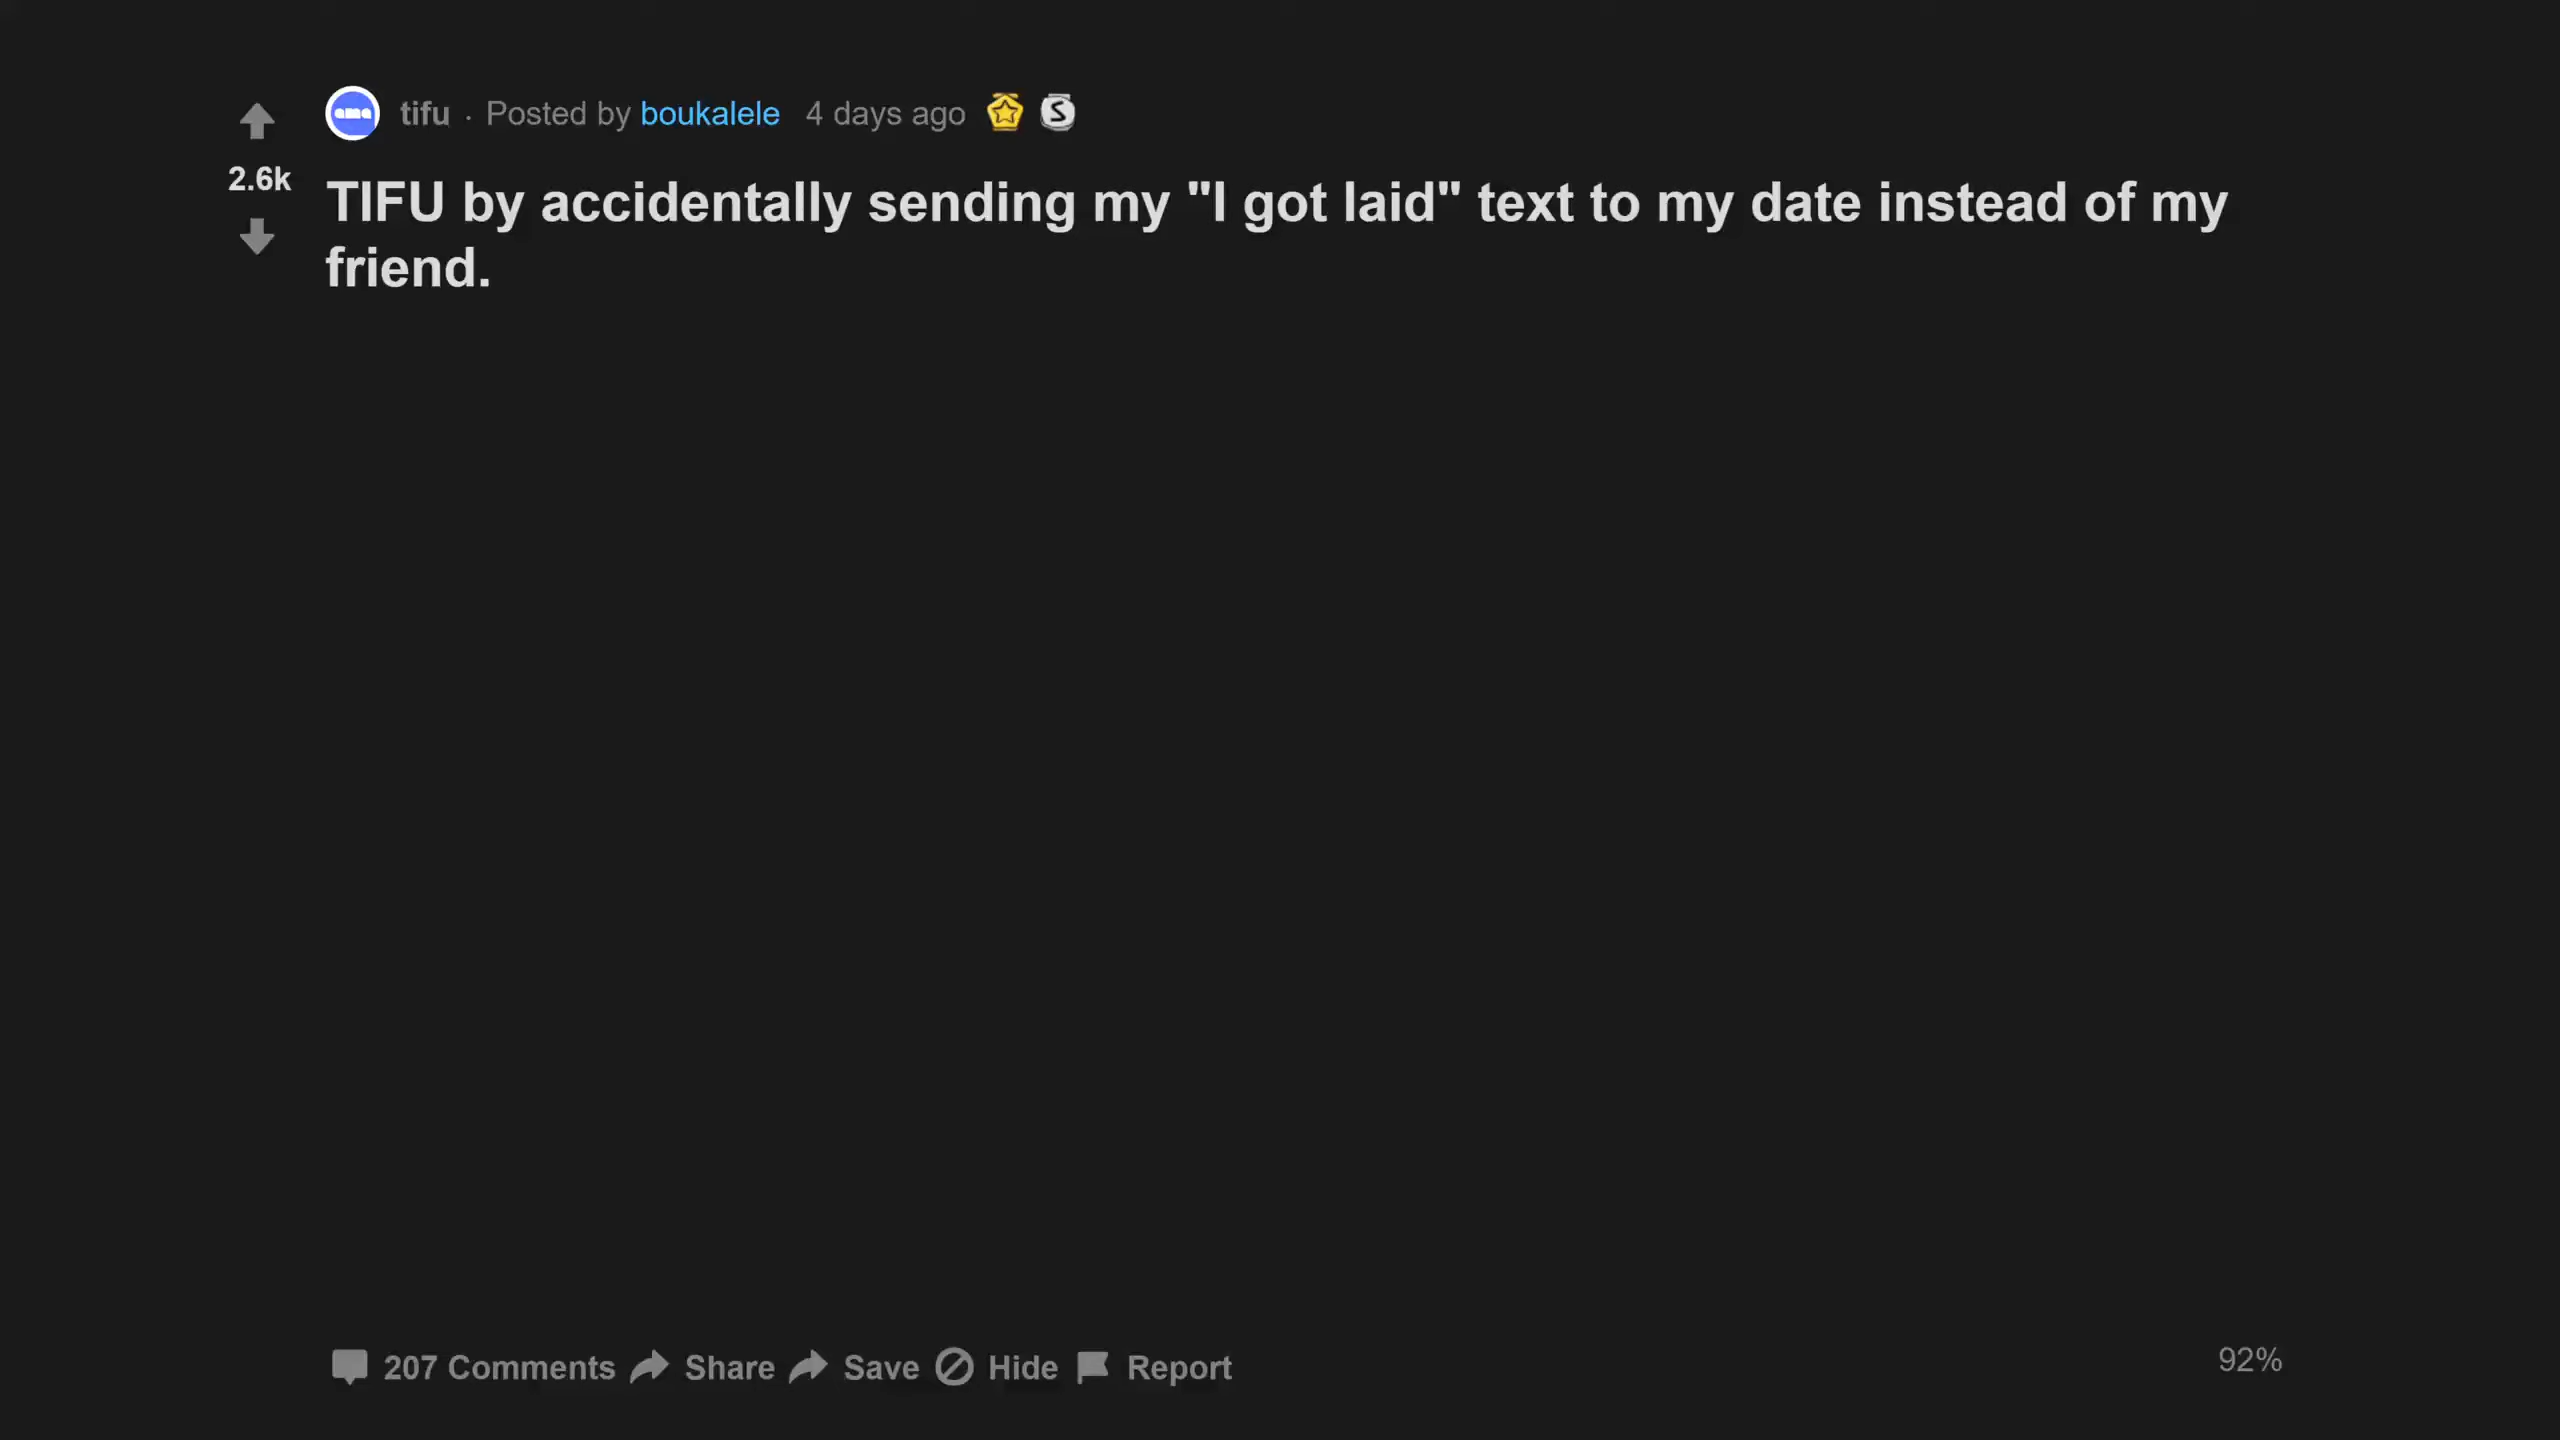 tifu · Posted by boukalele 4 days ago
2.6k
TIFU by accidentally sending my "I got laid" text to my date instead of my
friend.
207 Comments Share Save Hide Report
92%